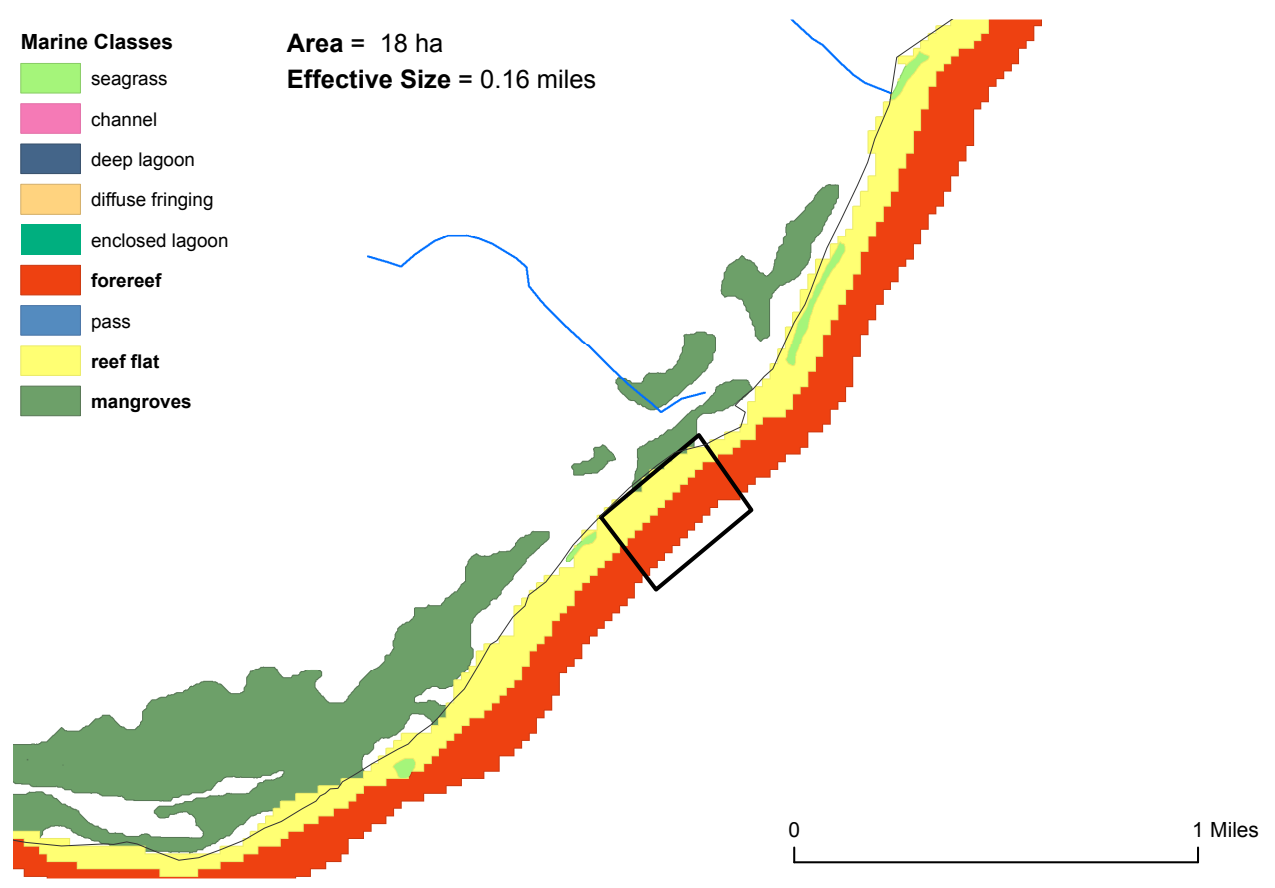 Marine Classes
seagrass
channel
deep lagoon
diffuse fringing
enclosed lagoon
forereef
pass
reef flat
mangroves
Area = 18 ha
Effective Size = 0.16 miles
0 1 Miles